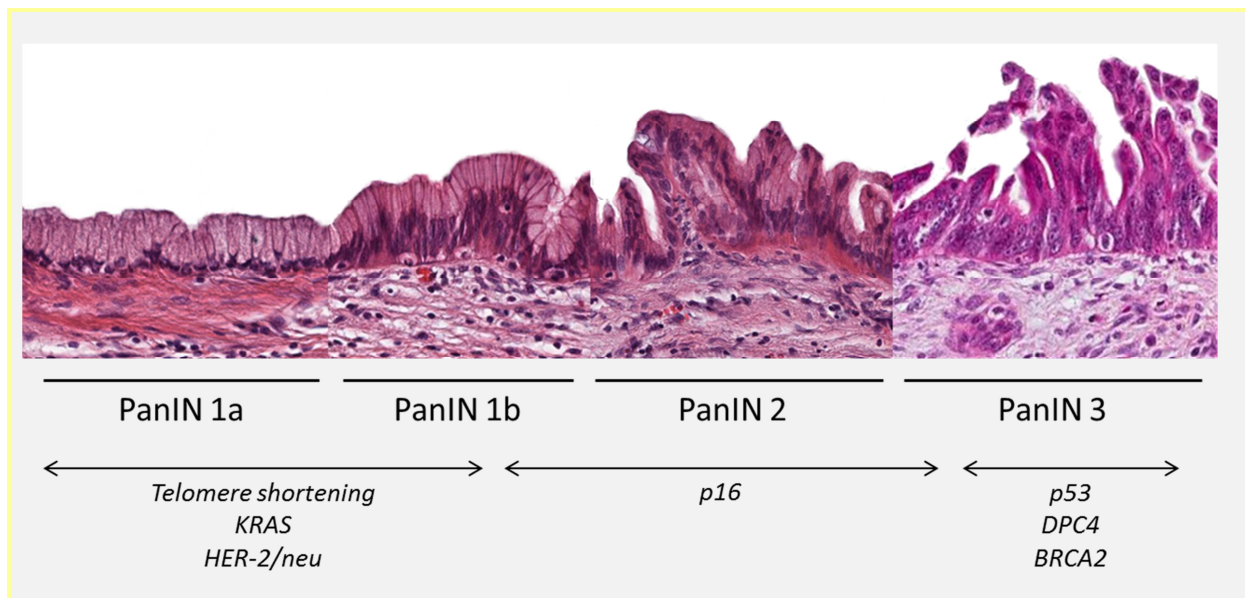 PanIN 1a
PanIN 1b
PanIN 2
PanIN 3
Telomere shortening
KRAS
HER-2/neu
p16
p53
DPC4
BRCA2